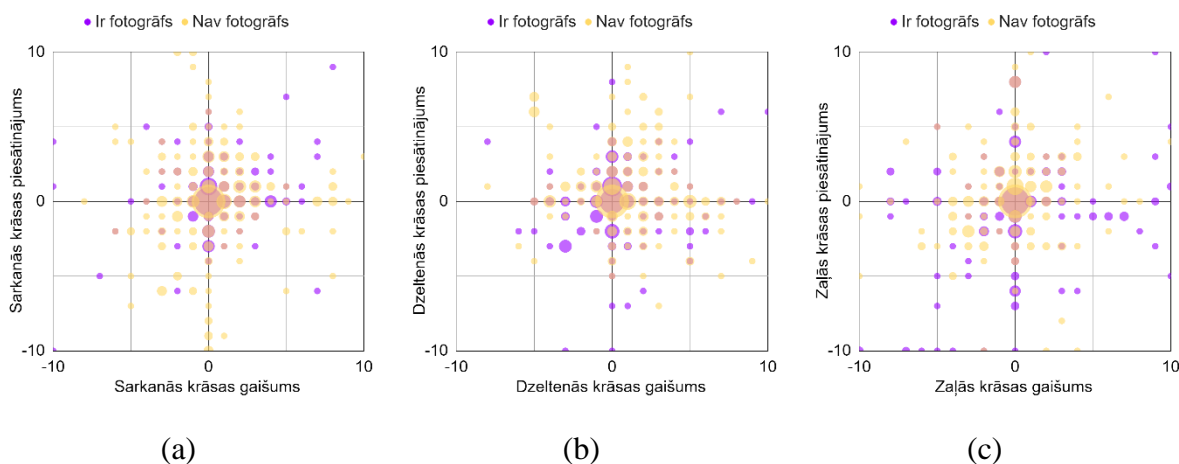 Ir fotogrāfs Nav fotogrāfs
10
0
-10
Sarkanās krāsas piesātinājums
-10 0 10
Sarkanās krāsas gaišums
(a)
Ir fotogrāfs Nav fotogrāfs
10
0
-10
Dzeltenās krāsas piesātinājums
-10 0 10
Dzeltenās krāsas gaišums
(b)
Ir fotogrāfs Nav fotogrāfs
10
0
-10
Zaļās krāsas piesātinājums
-10 0 10
Zaļās krāsas gaišums
(c)